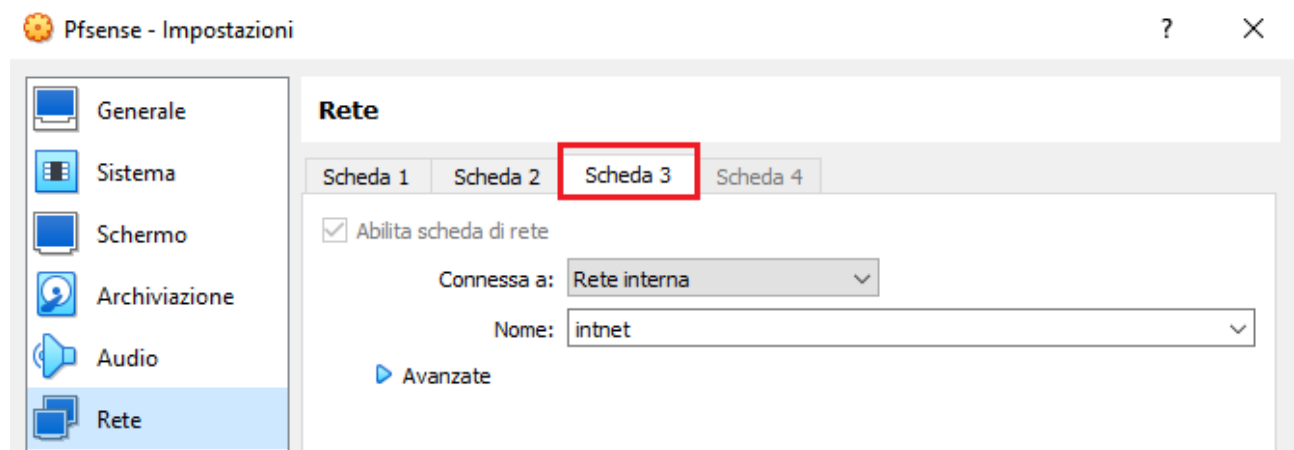 Pfsense - Impostazioni
?
Generale
Sistema
Schermo
Archiviazione
Audio
Rete
Rete
Scheda 1 Scheda 2 Scheda 3 Scheda 4
Abilita scheda di rete
Connessa a: Rete interna
Nome: intnet
Avanzate